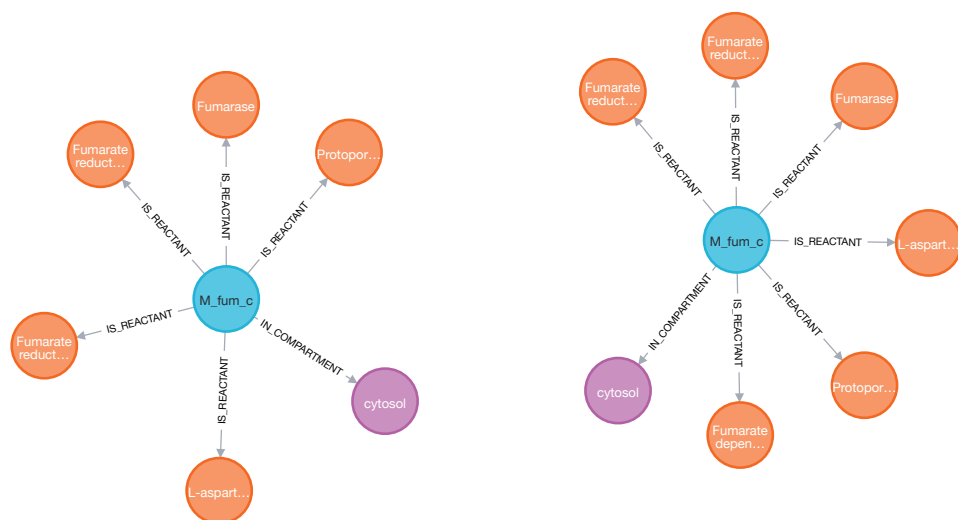 Fumarase
Fumarate
reduct…
Protopor…
IS_REACTANT
IS_REACTANT
IS_REACTANT
M_fum_c
IS_REACTANT
Fumarate
reduct…
IN_COMPARTMENT
IS_REACTANT
cytosol
L-aspart…
Fumarate
reduct…
Fumarate
reduct…
Fumarase
IS_REACTANT
IS_REACTANT
IS_REACTANT
M_fum_c
IS_REACTANT
L-aspart…
IN_COMPARTMENT
IS_REACTANT
IS_REACTANT
cytosol
Protopor…
Fumarate
depen…